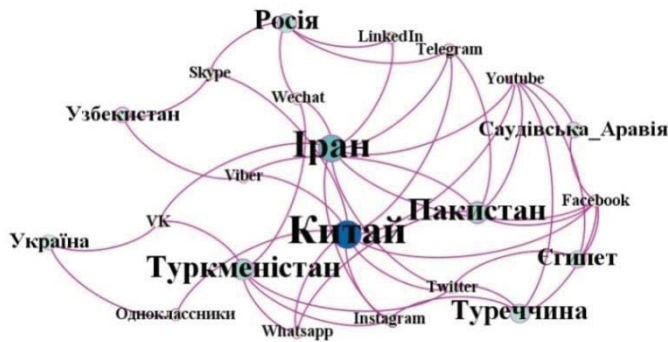 Росія
LinkedIn
Telegram
Skype
Youtube
Wechat
Узбекистан
Саудівська_Аравія
Іран
Viber
Facebook
Пакистан
VK
Китай
Україна
Єгипет
Туркменістан
Twitter
Одноклассники
Instagram
Туреччина
Whatsapp